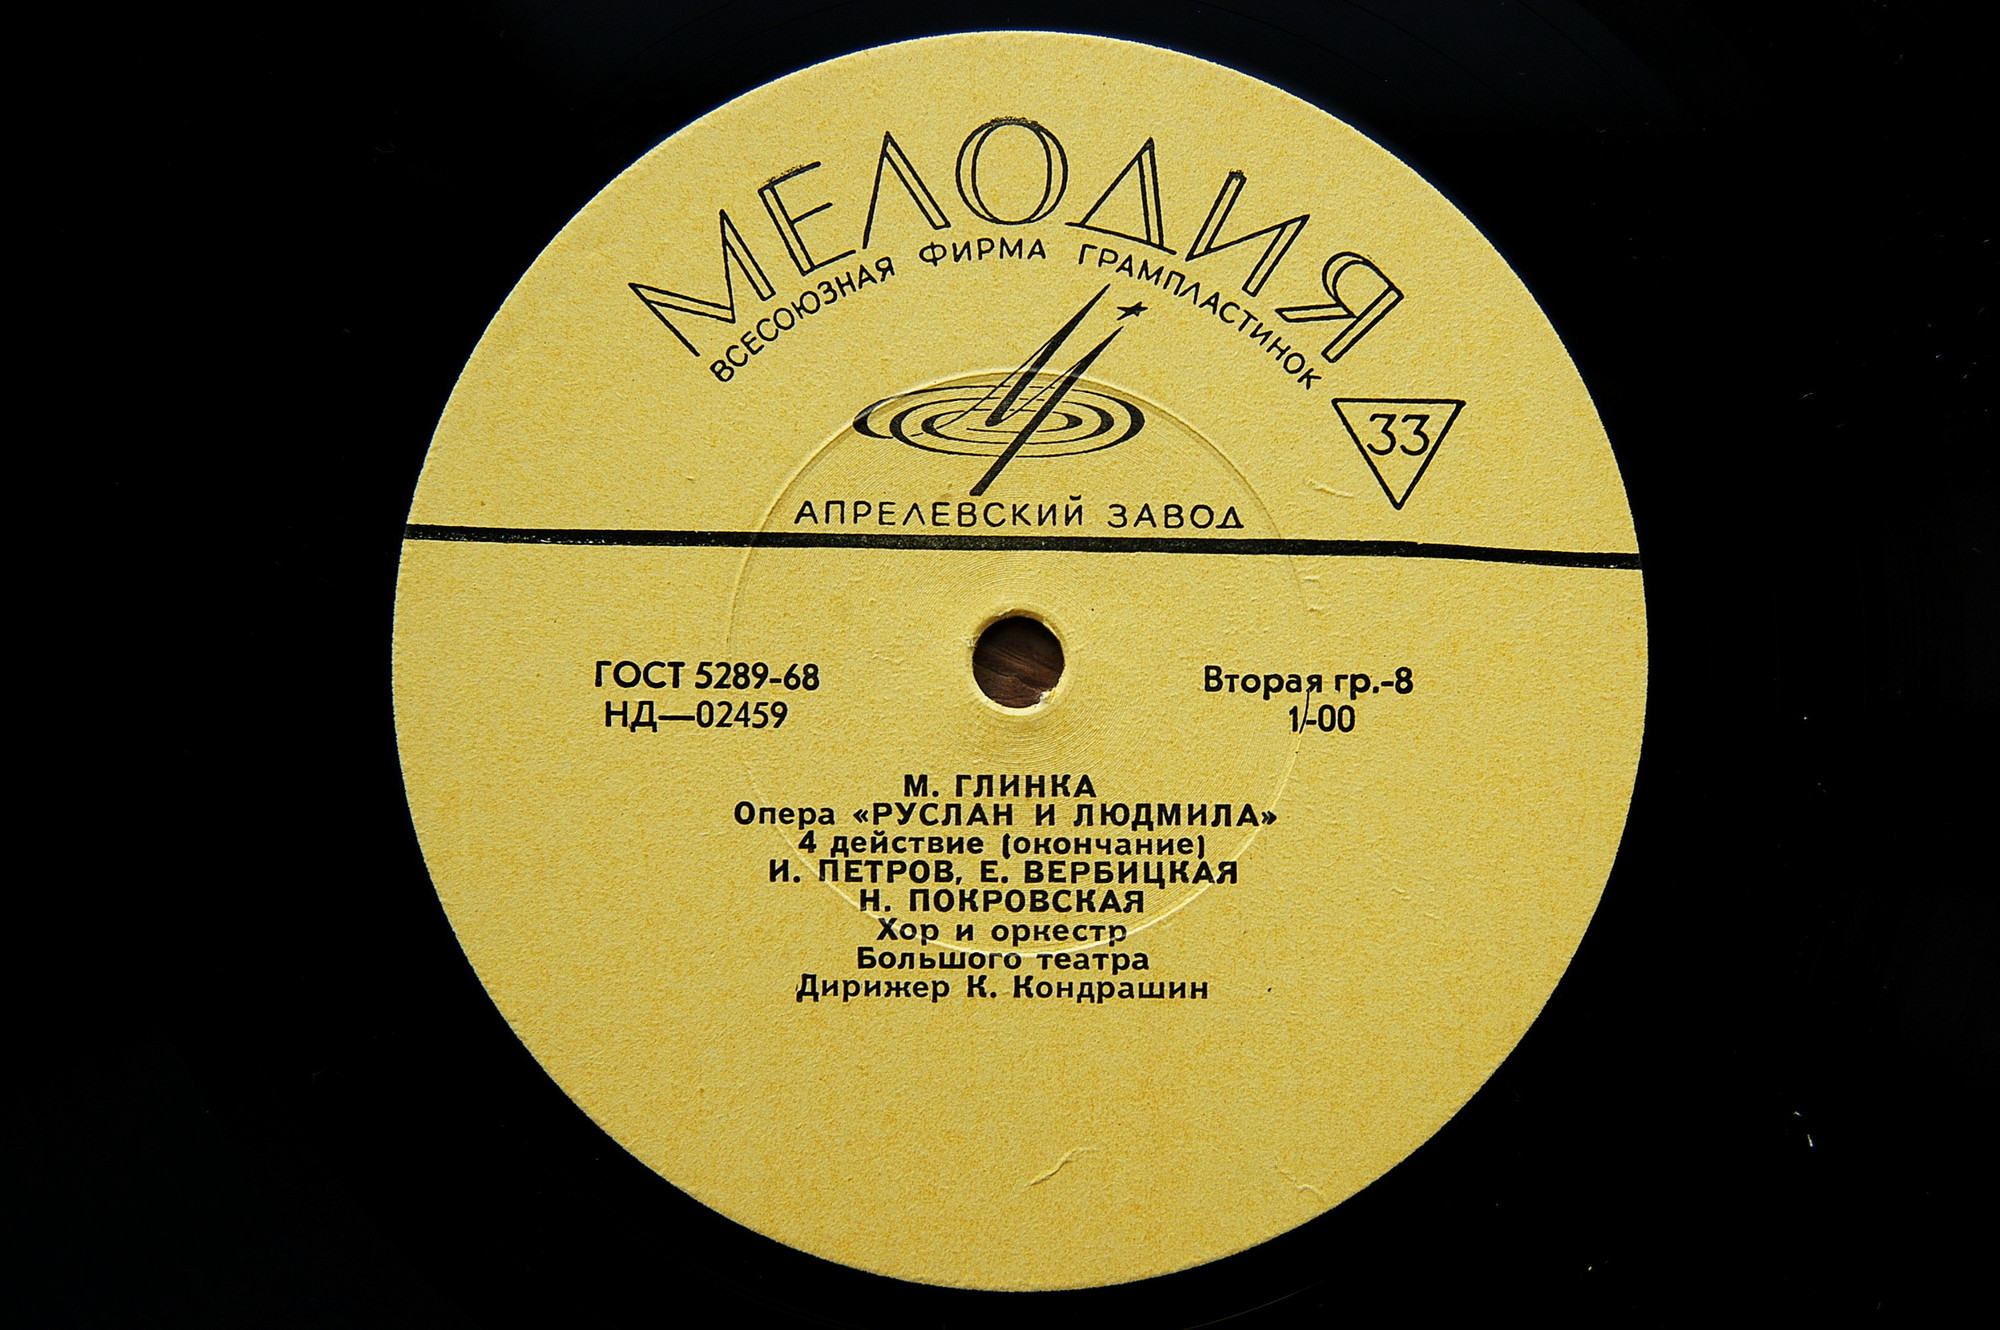 МЕЛОДИЯ
ВСЕСОЮЗНАЯ ФИРМА ГРАМПЛАСТИНОК
33
АПРЕЛЕВСКИЙ ЗАВОД
ГОСТ 5289-68
НД—02459
Вторая гр.-8
1-00
М. ГЛИНКА
Опера «РУСЛАН И ЛЮДМИЛА»
4 действие (окончание)
И. ПЕТРОВ, Е. ВЕРБИЦКАЯ
Н. ПОКРОВСКАЯ
Хор и оркестр
Большого театра
Дирижер К. Кондрашин